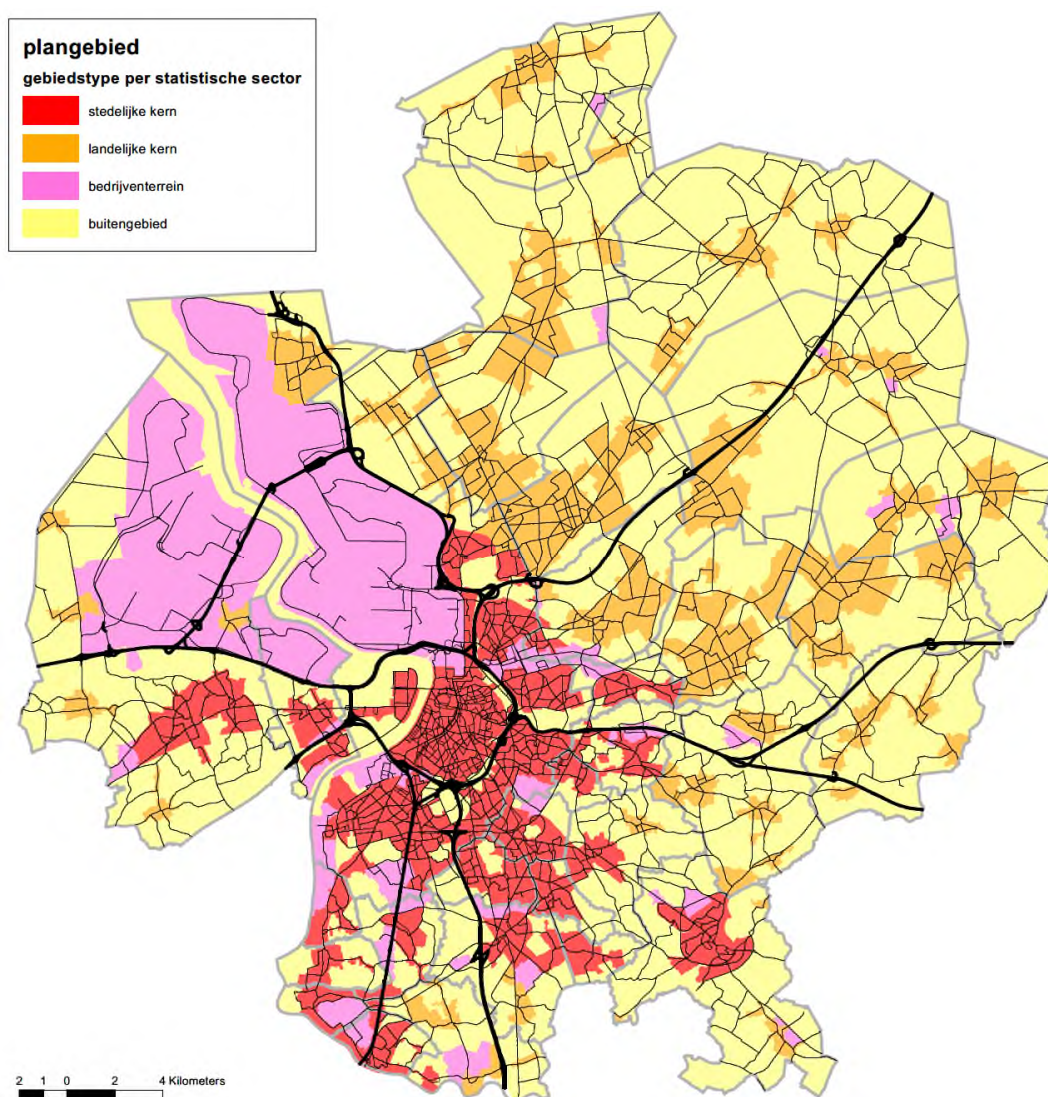 plangebied
gebiedstype per statistische sector
stedelijke kern
landelijke kern
bedrijventerrein
buitengebied
2 1 0 2 4 Kilometers